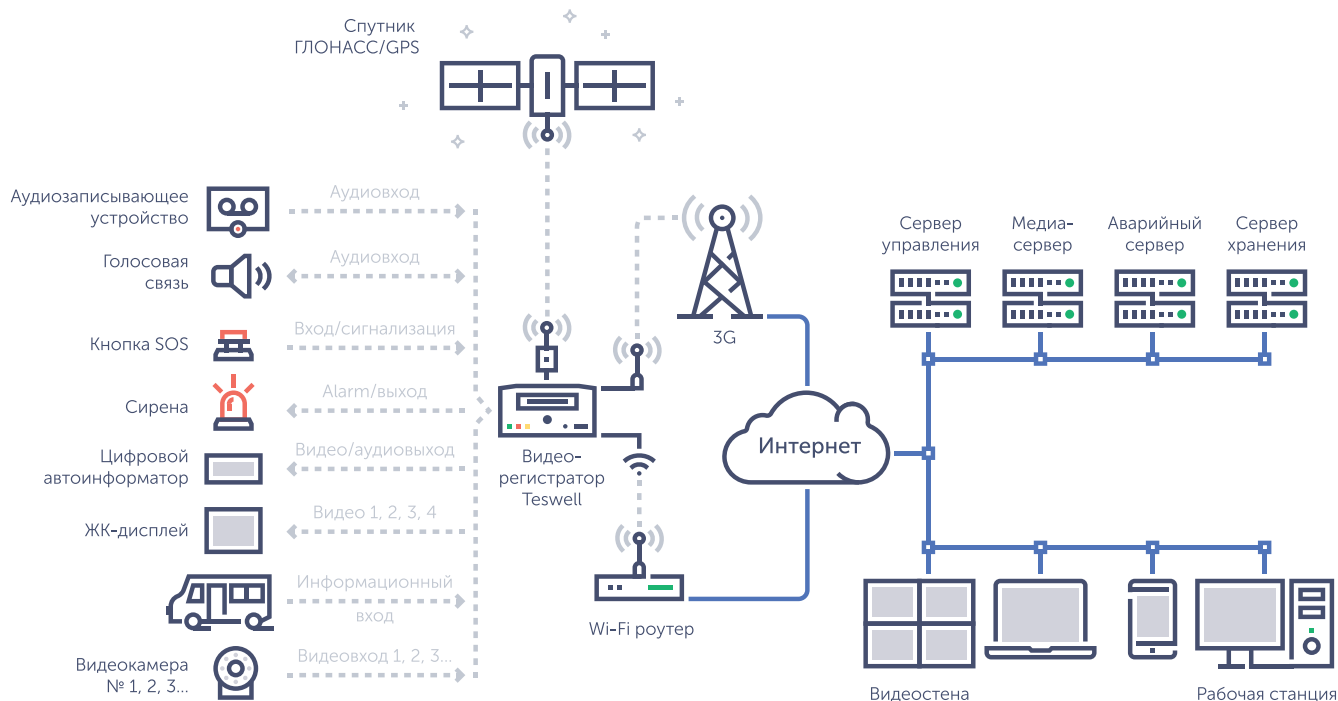 Спутник
ГЛОНАСС/GPS
Аудиозаписывающее
устройство
Аудиовход
Голосовая
связь
Аудиовход
Кнопка SOS
Вход/сигнализация
Сирена
Alarm/выход
Цифровой
автоинформатор
Видео/аудиовыход
ЖК-дисплей
Видео 1, 2, 3, 4
Информационный
вход
Видеокамера
№ 1, 2, 3...
Видеовход 1, 2, 3...
Видео-
регистратор
Teswell
3G
Wi-Fi роутер
Интернет
Сервер
управления
Медиа-
сервер
Аварийный
сервер
Сервер
хранения
Видеостена
Рабочая станция